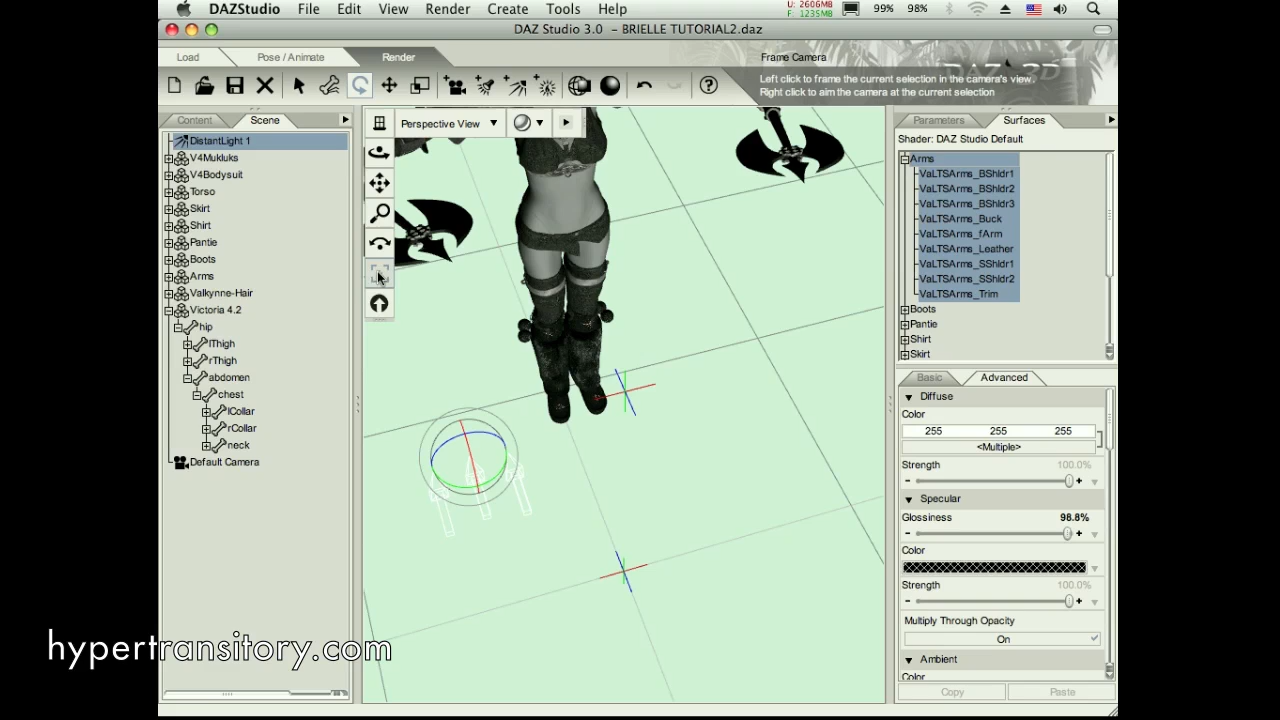 DAZStudio File Edit View Render Create Tools Help U: 2606MB F: 1235MB 99% 98%
DAZ Studio 3.0 - BRIELLE TUTORIAL2.daz
Load Pose / Animate Render
Frame Camera
Left click to frame the current selection in the camera's view.
Right click to aim the camera at the current selection
DAZ 3D
Content Scene
Perspective View
Parameters Surfaces
Shader: DAZ Studio Default
DistantLight 1
V4Mukluks
V4Bodysuit
Torso
Skirt
Shirt
Pantie
Boots
Arms
Valkynne-Hair
Victoria 4.2
hip
lThigh
rThigh
abdomen
chest
lCollar
rCollar
neck
Default Camera
Arms
VaLTSArms_BShldr1
VaLTSArms_BShldr2
VaLTSArms_BShldr3
VaLTSArms_Buck
VaLTSArms_fArm
VaLTSArms_Leather
VaLTSArms_SShldr1
VaLTSArms_SShldr2
VaLTSArms_Trim
Boots
Pantie
Shirt
Skirt
Basic Advanced
Diffuse
Color
255 255 255
<Multiple>
Strength 100.0%
Specular
Glossiness 98.8%
Color
Strength 100.0%
Multiply Through Opacity
On
Ambient
Color
Copy Paste
hypertransitory.com